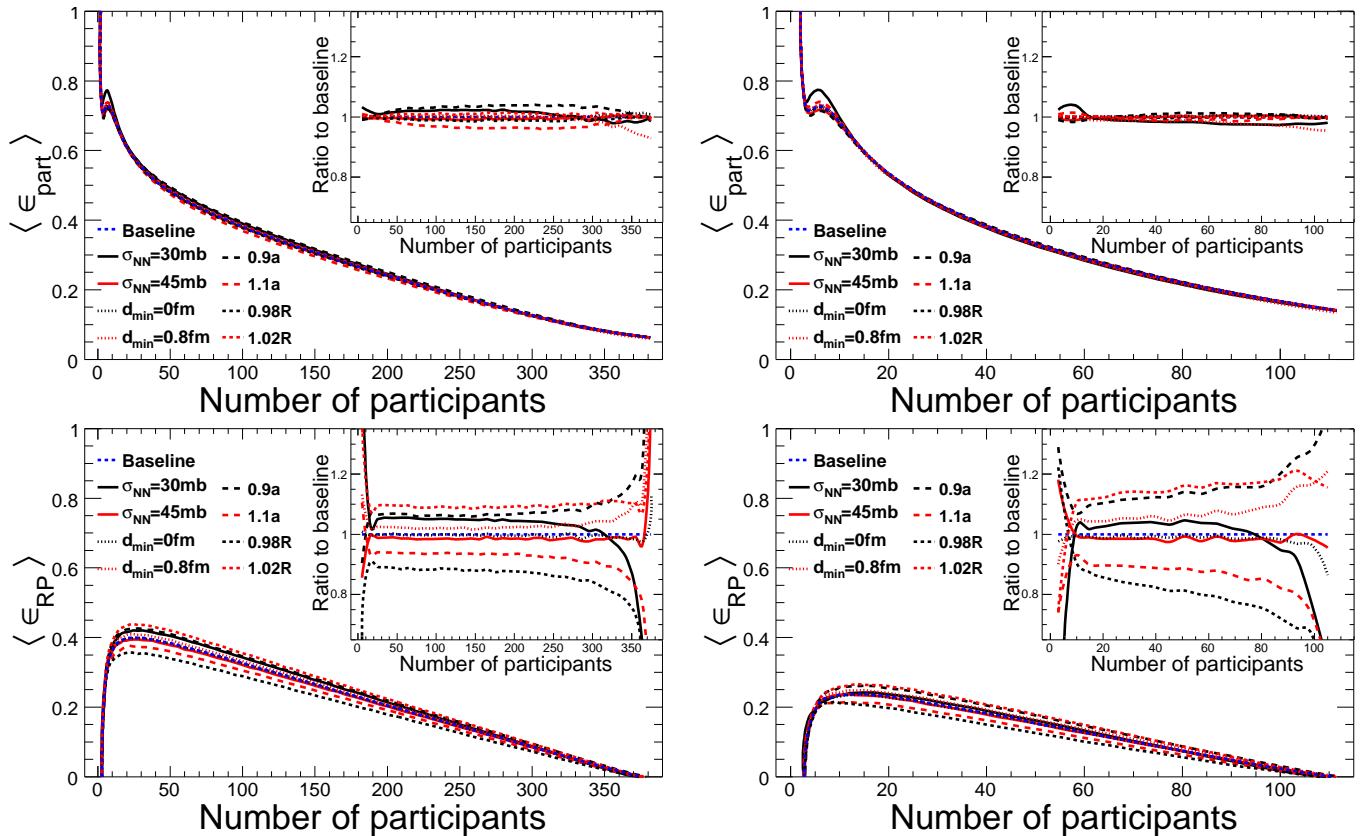 ⟨ ϵ_part ⟩
1
0.8
0.6
0.4
0.2
0
Baseline
σ_NN=30mb
σ_NN=45mb
d_min=0fm
d_min=0.8fm
0.9a
1.1a
0.98R
1.02R
0 50 100 150 200 250 300 350
Number of participants
Ratio to baseline
1.2
1
0.8
0 50 100 150 200 250 300 350
Number of participants
⟨ ϵ_part ⟩
1
0.8
0.6
0.4
0.2
0
Baseline
σ_NN=30mb
σ_NN=45mb
d_min=0fm
d_min=0.8fm
0.9a
1.1a
0.98R
1.02R
0 20 40 60 80 100
Number of participants
Ratio to baseline
1.2
1
0.8
0 20 40 60 80 100
Number of participants
⟨ ϵ_RP ⟩
1
0.8
0.6
0.4
0.2
0
Baseline
σ_NN=30mb
σ_NN=45mb
d_min=0fm
d_min=0.8fm
0.9a
1.1a
0.98R
1.02R
0 50 100 150 200 250 300 350
Number of participants
Ratio to baseline
1.2
1
0.8
0 50 100 150 200 250 300 350
Number of participants
⟨ ϵ_RP ⟩
1
0.8
0.6
0.4
0.2
0
Baseline
σ_NN=30mb
σ_NN=45mb
d_min=0fm
d_min=0.8fm
0.9a
1.1a
0.98R
1.02R
0 20 40 60 80 100
Number of participants
Ratio to baseline
1.2
1
0.8
0 20 40 60 80 100
Number of participants